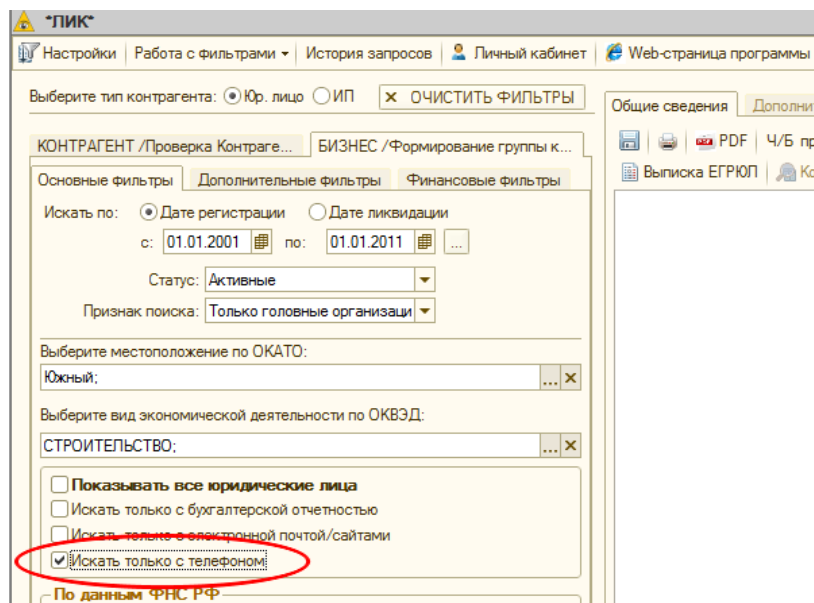 *ЛИК*
Настройки Работа с фильтрами История запросов Личный кабинет Web-страница программы
Выберите тип контрагента: Юр. лицо ИП ОЧИСТИТЬ ФИЛЬТРЫ
Общие сведения Дополни
КОНТРАГЕНТ /Проверка Контраге... БИЗНЕС /Формирование группы к...
PDF Ч/Б пр
Основные фильтры Дополнительные фильтры Финансовые фильтры
Выписка ЕГРЮЛ Ко
Искать по: Дате регистрации Дате ликвидации
с: 01.01.2001 по: 01.01.2011 ...
Статус: Активные
Признак поиска: Только головные организаци
Выберите местоположение по ОКАТО:
Южный; ...
Выберите вид экономической деятельности по ОКВЭД:
СТРОИТЕЛЬСТВО; ...
Показывать все юридические лица
Искать только с бухгалтерской отчетностью
Искать только с электронной почтой/сайтами
Искать только с телефоном
По данным ФНС РФ